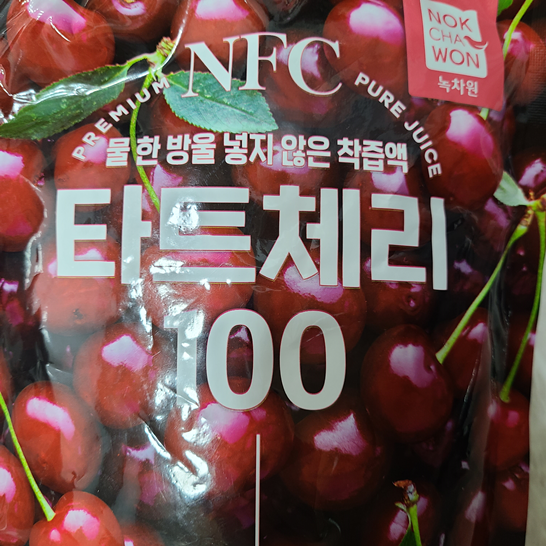 NOK
CHA
WON
녹차원
NFC
PREMIUM
PURE JUICE
물 한 방울 넣지 않은 착즙액
타트체리
100